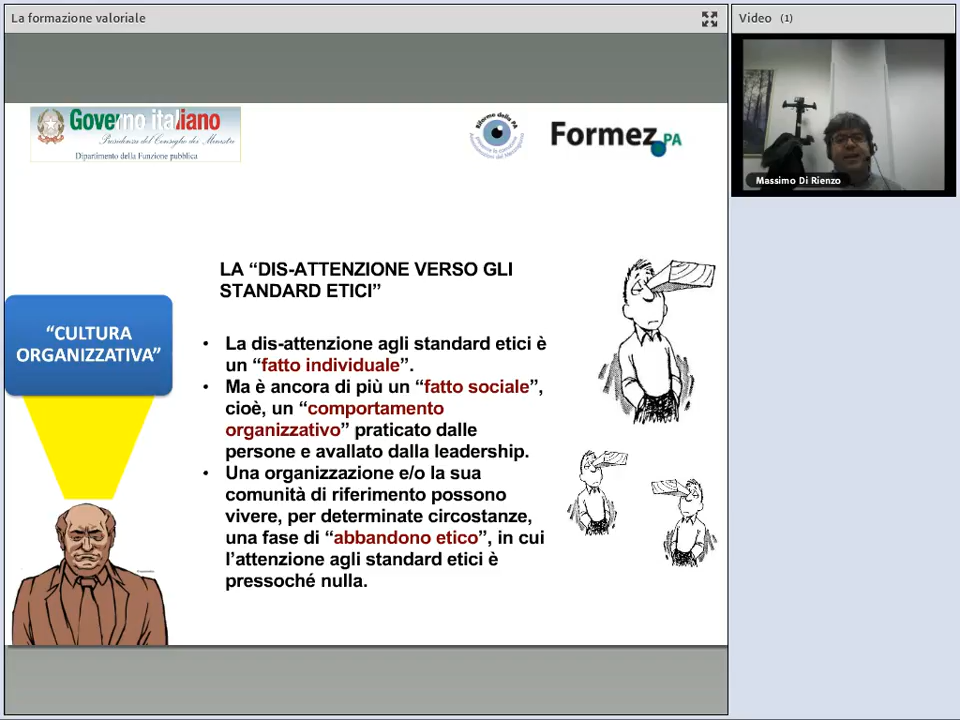 La formazione valoriale
Video (1)
Governo italiano
Presidenza del Consiglio dei Ministri
Dipartimento della Funzione pubblica
Riforme della PA
Formez PA
Massimo Di Rienzo
LA “DIS-ATTENZIONE VERSO GLI
STANDARD ETICI”
“CULTURA
ORGANIZZATIVA”
• La dis-attenzione agli standard etici è
un “fatto individuale”.
• Ma è ancora di più un “fatto sociale”,
cioè, un “comportamento
organizzativo” praticato dalle
persone e avallato dalla leadership.
• Una organizzazione e/o la sua
comunità di riferimento possono
vivere, per determinate circostanze,
una fase di “abbandono etico”, in cui
l’attenzione agli standard etici è
pressoché nulla.